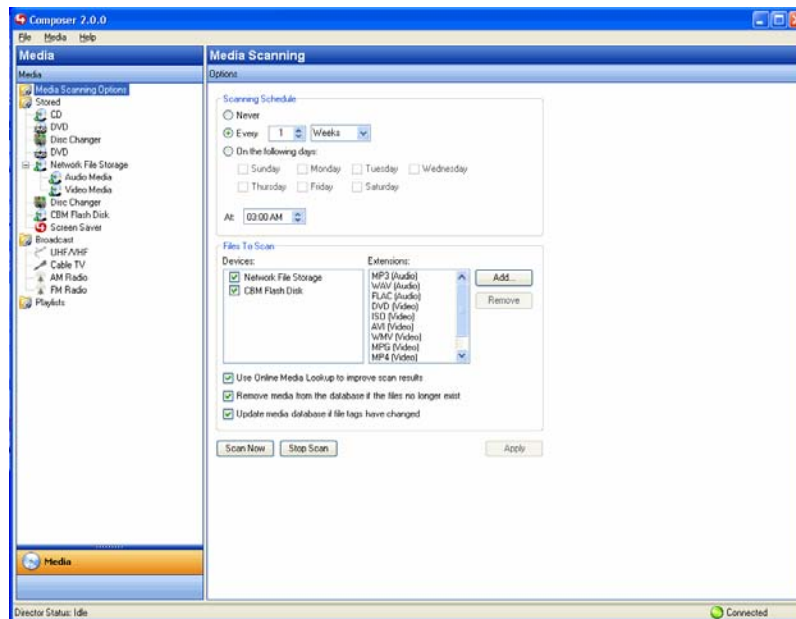 Composer 2.0.0
File Media Help
Media
Media
Media Scanning Options
Stored
CD
DVD
Disc Changer
DVD
Network File Storage
Audio Media
Video Media
Disc Changer
CBM Flash Disk
Screen Saver
Broadcast
UHF/VHF
Cable TV
AM Radio
FM Radio
Playlists
Media
Media Scanning
Options
Scanning Schedule
Never
Every 1 Weeks
On the following days:
Sunday Monday Tuesday Wednesday
Thursday Friday Saturday
At: 03:00 AM
Files To Scan
Devices: Extensions:
Network File Storage
CBM Flash Disk
MP3 (Audio)
WAV (Audio)
FLAC (Audio)
DVD (Video)
ISO (Video)
AVI (Video)
WMV (Video)
MPG (Video)
MP4 (Video)
Add...
Remove
Use Online Media Lookup to improve scan results
Remove media from the database if the files no longer exist
Update media database if file tags have changed
Scan Now Stop Scan Apply
Director Status: Idle Connected